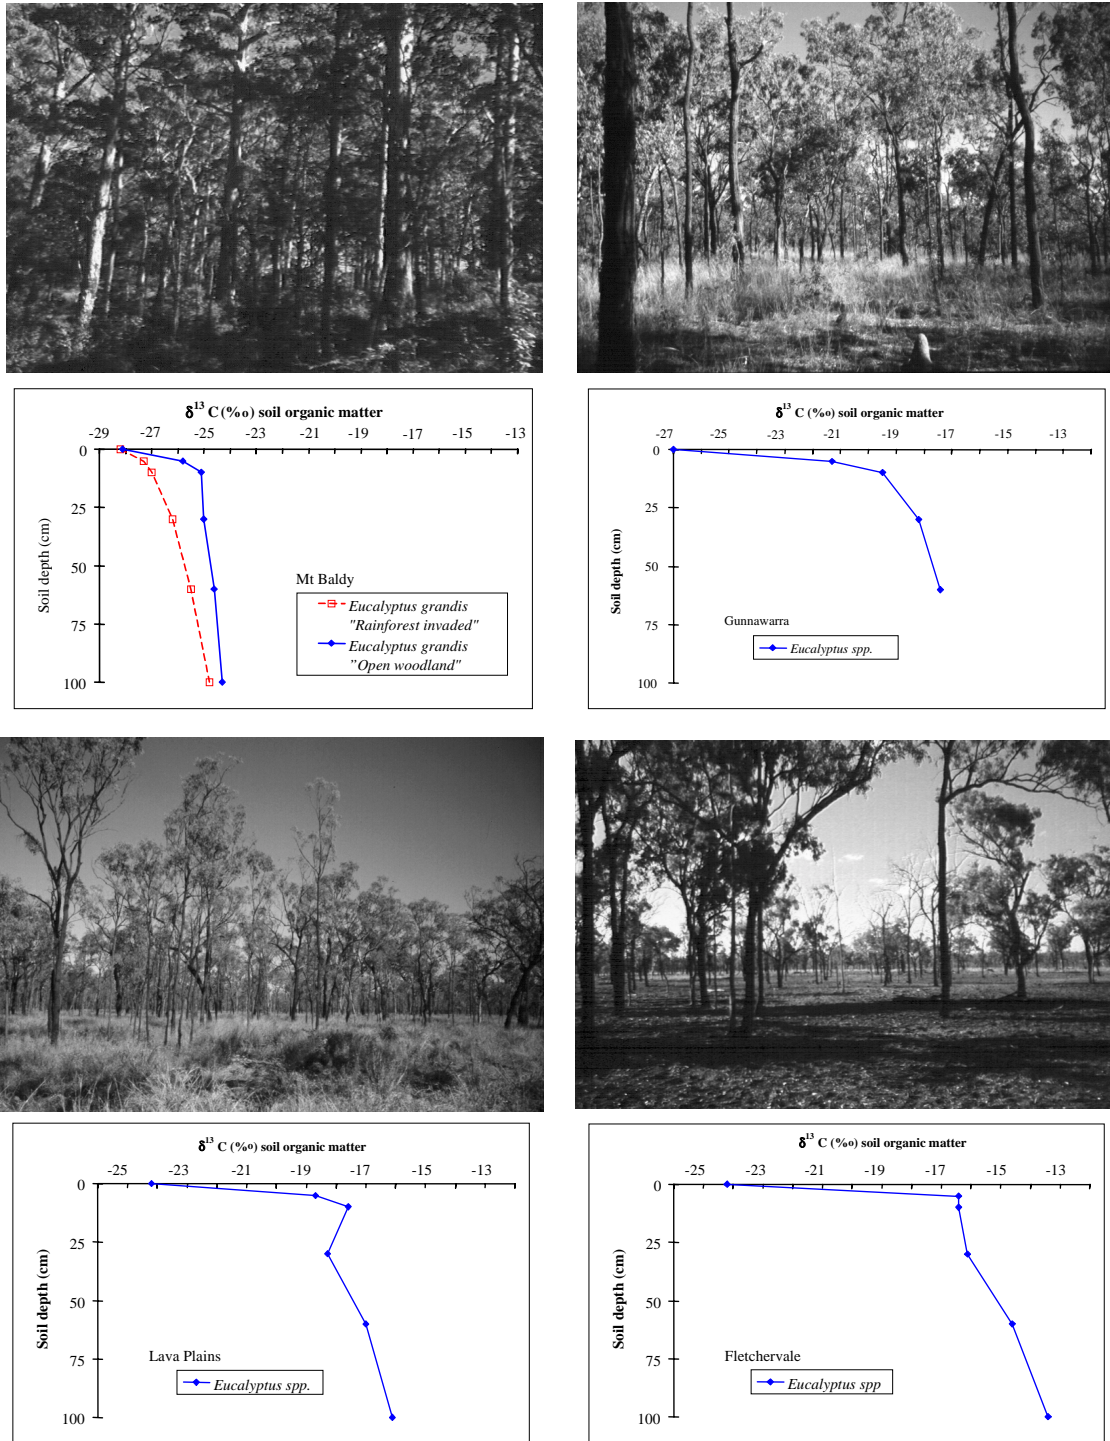 δ¹³ C (%o) soil organic matter
-29 -27 -25 -23 -21 -19 -17 -15 -13
0
25
50
75
100
Soil depth (cm)
Mt Baldy
Eucalyptus grandis
"Rainforest invaded"
Eucalyptus grandis
”Open woodland"
δ¹³ C (%o) soil organic matter
-27 -25 -23 -21 -19 -17 -15 -13
0
25
50
75
100
Soil depth (cm)
Gunnawarra
Eucalyptus spp.
δ¹³ C (%o) soil organic matter
-25 -23 -21 -19 -17 -15 -13
0
25
50
75
100
Soil depth (cm)
Lava Plains
Eucalyptus spp.
δ¹³ C (%o) soil organic matter
-25 -23 -21 -19 -17 -16 -15 -13
0
25
50
75
100
Soil depth (cm)
Fletchervale
Eucalyptus spp